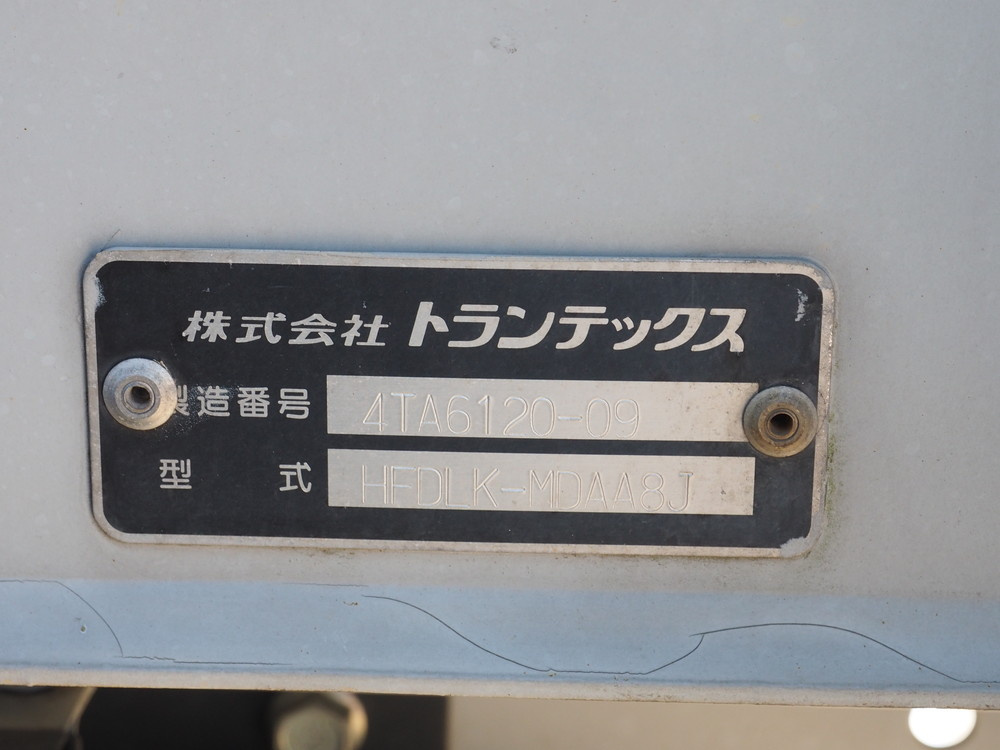 株式会社 トランテックス
製造番号 4TA6120-09
型式 HFDLK-MDAA8J